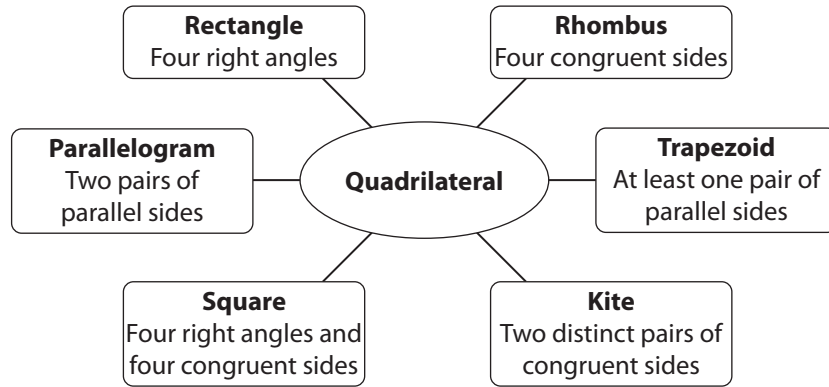 Rectangle
Four right angles
Rhombus
Four congruent sides
Parallelogram
Two pairs of
parallel sides
Quadrilateral
Trapezoid
At least one pair of
parallel sides
Square
Four right angles and
four congruent sides
Kite
Two distinct pairs of
congruent sides